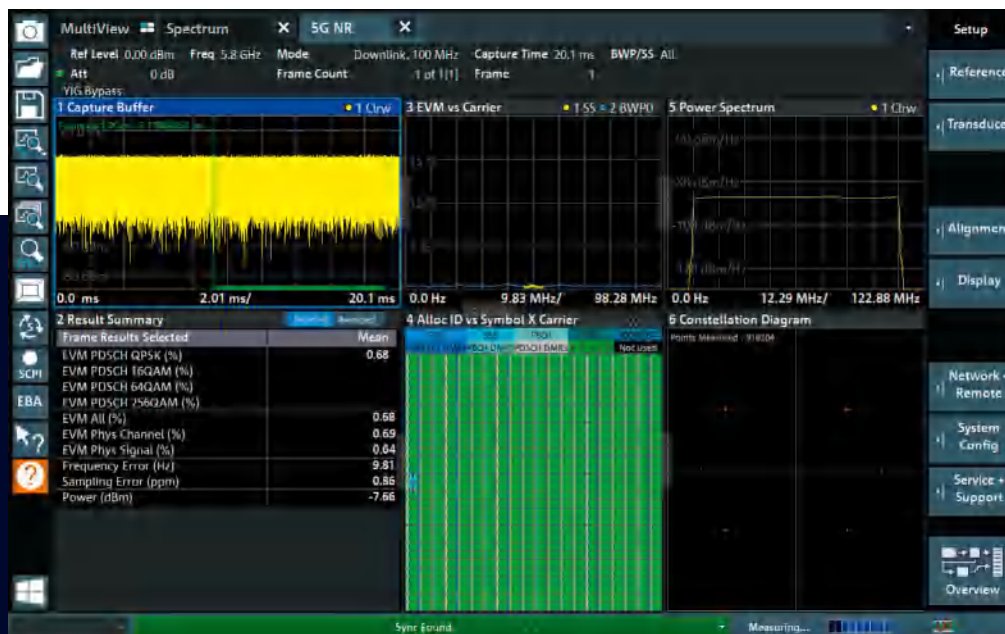 MultiView Spectrum X 5G NR X
Ref Level 0.00 dBm Freq 5.8 GHz Mode Downlink, 100 MHz Capture Time 20.1 ms BWP/SS All
Att 0 dB Frame Count 1 of 1(1) Frame 1
YIG Bypass
1 Capture Buffer 1 Clrw
3 EVM vs Carrier 1 SS 2 BWP0
5 Power Spectrum 1 Clrw
0.0 ms 2.01 ms/ 20.1 ms
0.0 Hz 9.83 MHz/ 98.28 MHz
0.0 Hz 12.29 MHz/ 122.88 MHz
2 Result Summary
Frame Results Selected Mean
EVM PDSCH QPSK (%) 0.68
EVM PDSCH 16QAM (%)
EVM PDSCH 64QAM (%)
EVM PDSCH 256QAM (%)
EVM All (%) 0.68
EVM Phys Channel (%) 0.69
EVM Phys Signal (%) 0.64
Frequency Error (Hz) 9.81
Sampling Error (ppm) 0.86
Power (dBm) -7.66
4 Alloc ID vs Symbol X Carrier
PDSCH DMRS
Not used
6 Constellation Diagram
Points Measured : 918504
Sync Found
Measuring...
SCPI
EBA
Setup
Reference
Transduce
Alignmen
Display
Network +
Remote
System
Config
Service +
Support
Overview